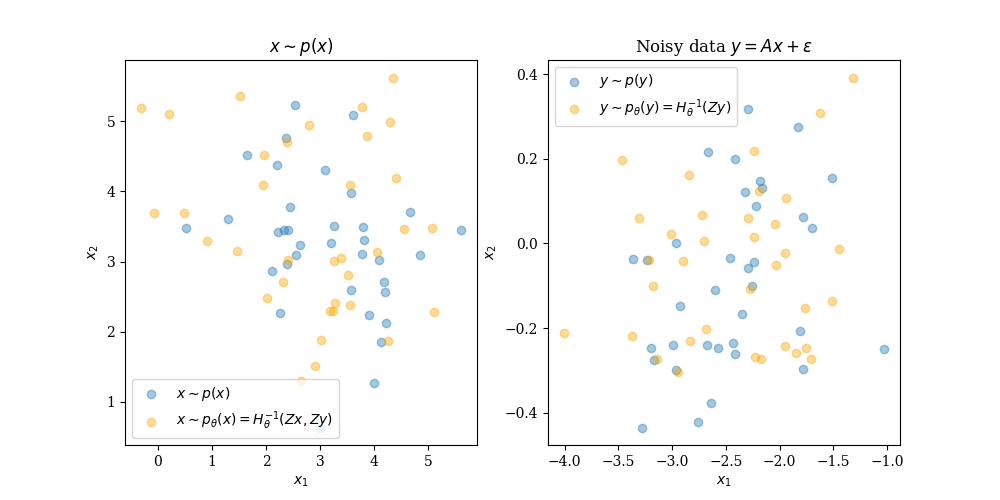 x ∼ p(x)
5
4
3
2
1
x₂
x ∼ p(x)
x ∼ p_θ(x) = H_θ^{-1}(Zx, Zy)
0 1 2 3 4 5
x₁
Noisy data y = Ax + ε
0.4
0.2
0.0
−0.2
−0.4
x₂
y ∼ p(y)
y ∼ p_θ(y) = H_θ^{-1}(Zy)
−4.0 −3.5 −3.0 −2.5 −2.0 −1.5 −1.0
x₁